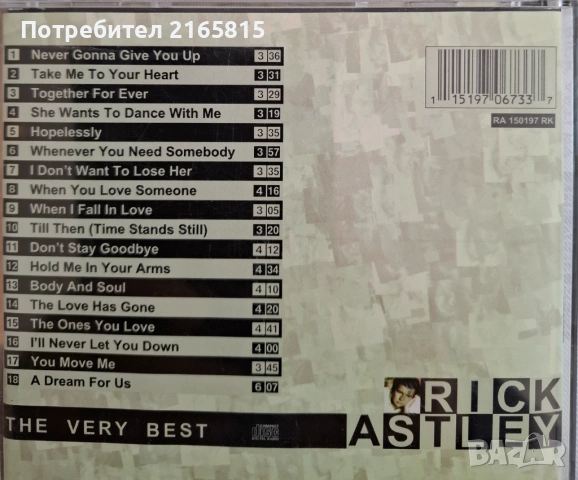 Потребител 2165815
1 Never Gonna Give You Up 3 36
2 Take Me To Your Heart 3 31
3 Together For Ever 3 29
4 She Wants To Dance With Me 3 19
5 Hopelessly 3 35
6 Whenever You Need Somebody 3 57
7 I Don't Want To Lose Her 3 35
8 When You Love Someone 4 16
9 When I Fall In Love 3 05
10 Till Then (Time Stands Still) 3 20
11 Don't Stay Goodbye 4 12
12 Hold Me In Your Arms 4 34
13 Body And Soul 4 10
14 The Love Has Gone 4 20
15 The Ones You Love 4 41
16 I'll Never Let You Down 4 00
17 You Move Me 3 45
18 A Dream For Us 6 07
1 15197 06733 7
RA 150197 RK
THE VERY BEST
COMPACT disc DIGITAL AUDIO
RICK
ASTLEY
bazar